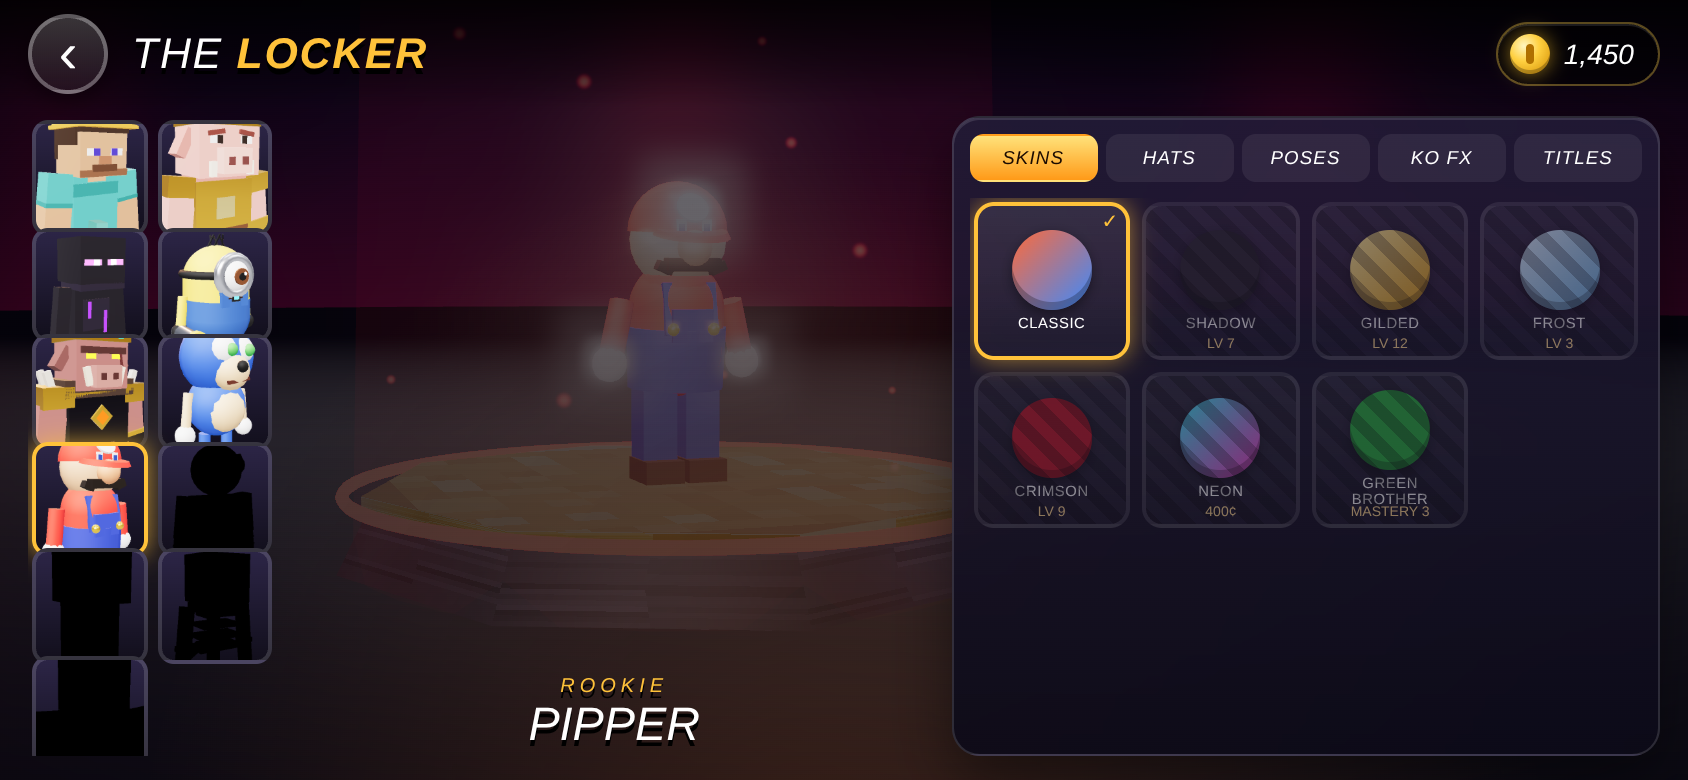 THE LOCKER
1,450
SKINS
HATS
POSES
KO FX
TITLES
✓
CLASSIC
SHADOW
LV 7
GILDED
LV 12
FROST
LV 3
CRIMSON
LV 9
NEON
400¢
GREEN
BROTHER
MASTERY 3
ROOKIE
PIPPER